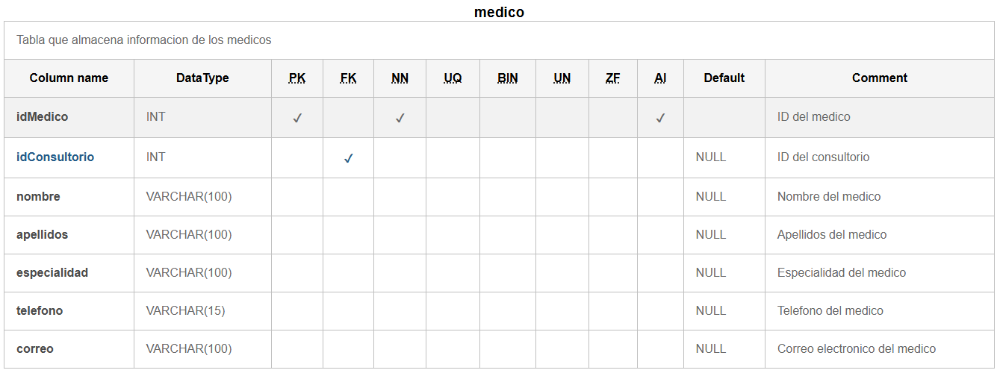 medico
Tabla que almacena informacion de los medicos
Column name DataType PK FK NN UQ BIN UN ZF AI Default Comment
idMedico INT ✓ ✓ ✓ ID del medico
idConsultorio INT ✓ NULL ID del consultorio
nombre VARCHAR(100) NULL Nombre del medico
apellidos VARCHAR(100) NULL Apellidos del medico
especialidad VARCHAR(100) NULL Especialidad del medico
telefono VARCHAR(15) NULL Telefono del medico
correo VARCHAR(100) NULL Correo electronico del medico